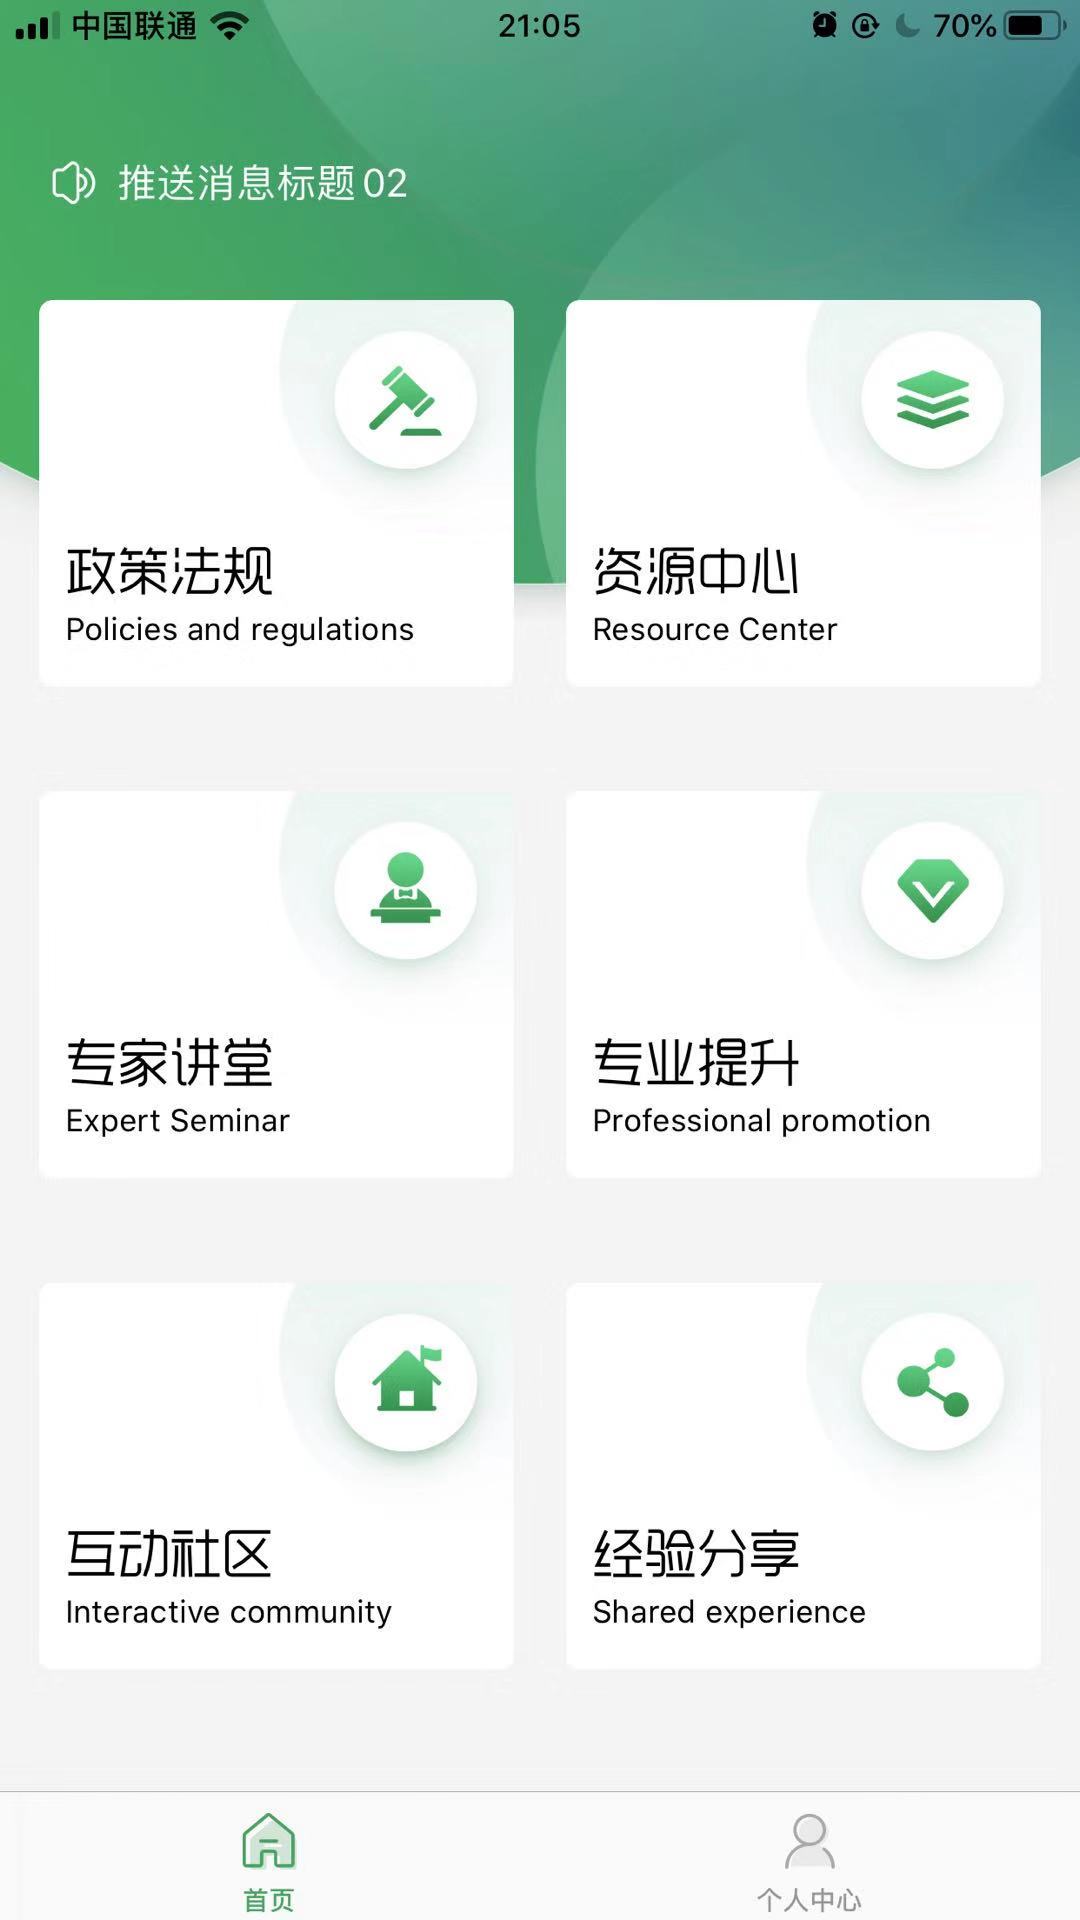 中国联通 21:05 70%
推送消息标题02
政策法规
Policies and regulations
资源中心
Resource Center
专家讲堂
Expert Seminar
专业提升
Professional promotion
互动社区
Interactive community
经验分享
Shared experience
首页
个人中心